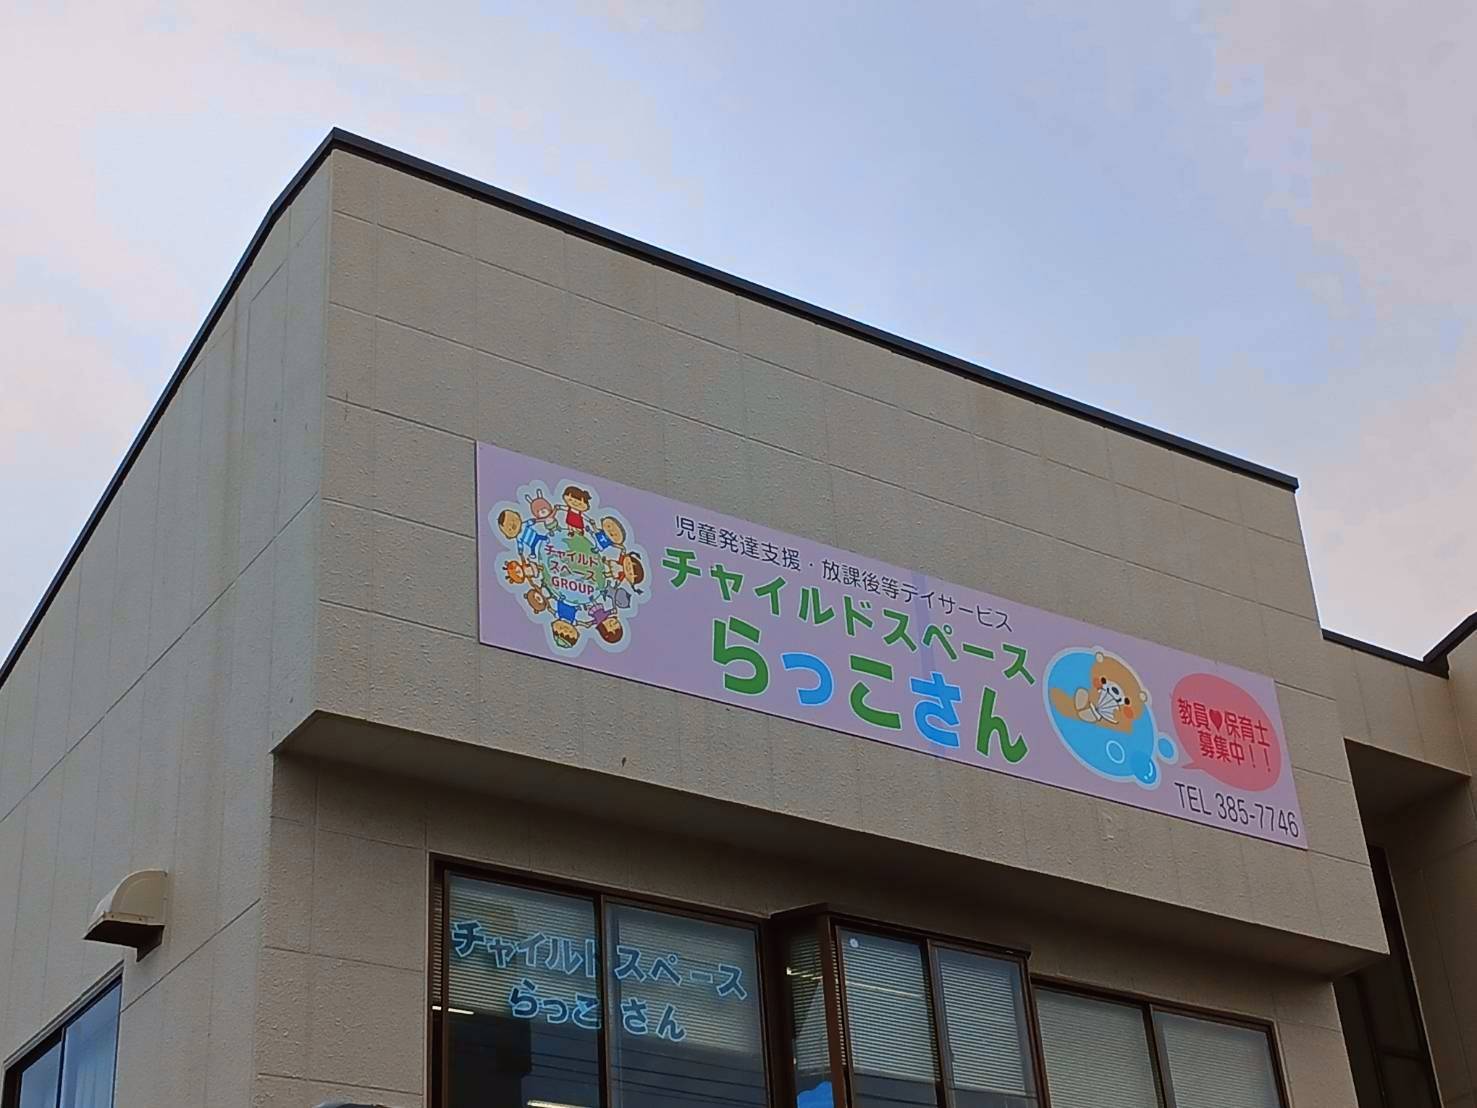 児童発達支援・放課後等デイサービス
チャイルドスペース
らっこさん
チャイルド
スペース
GROUP
教員♥保育士
募集中！！
TEL 385-7746
チャイルドスペース
らっこさん